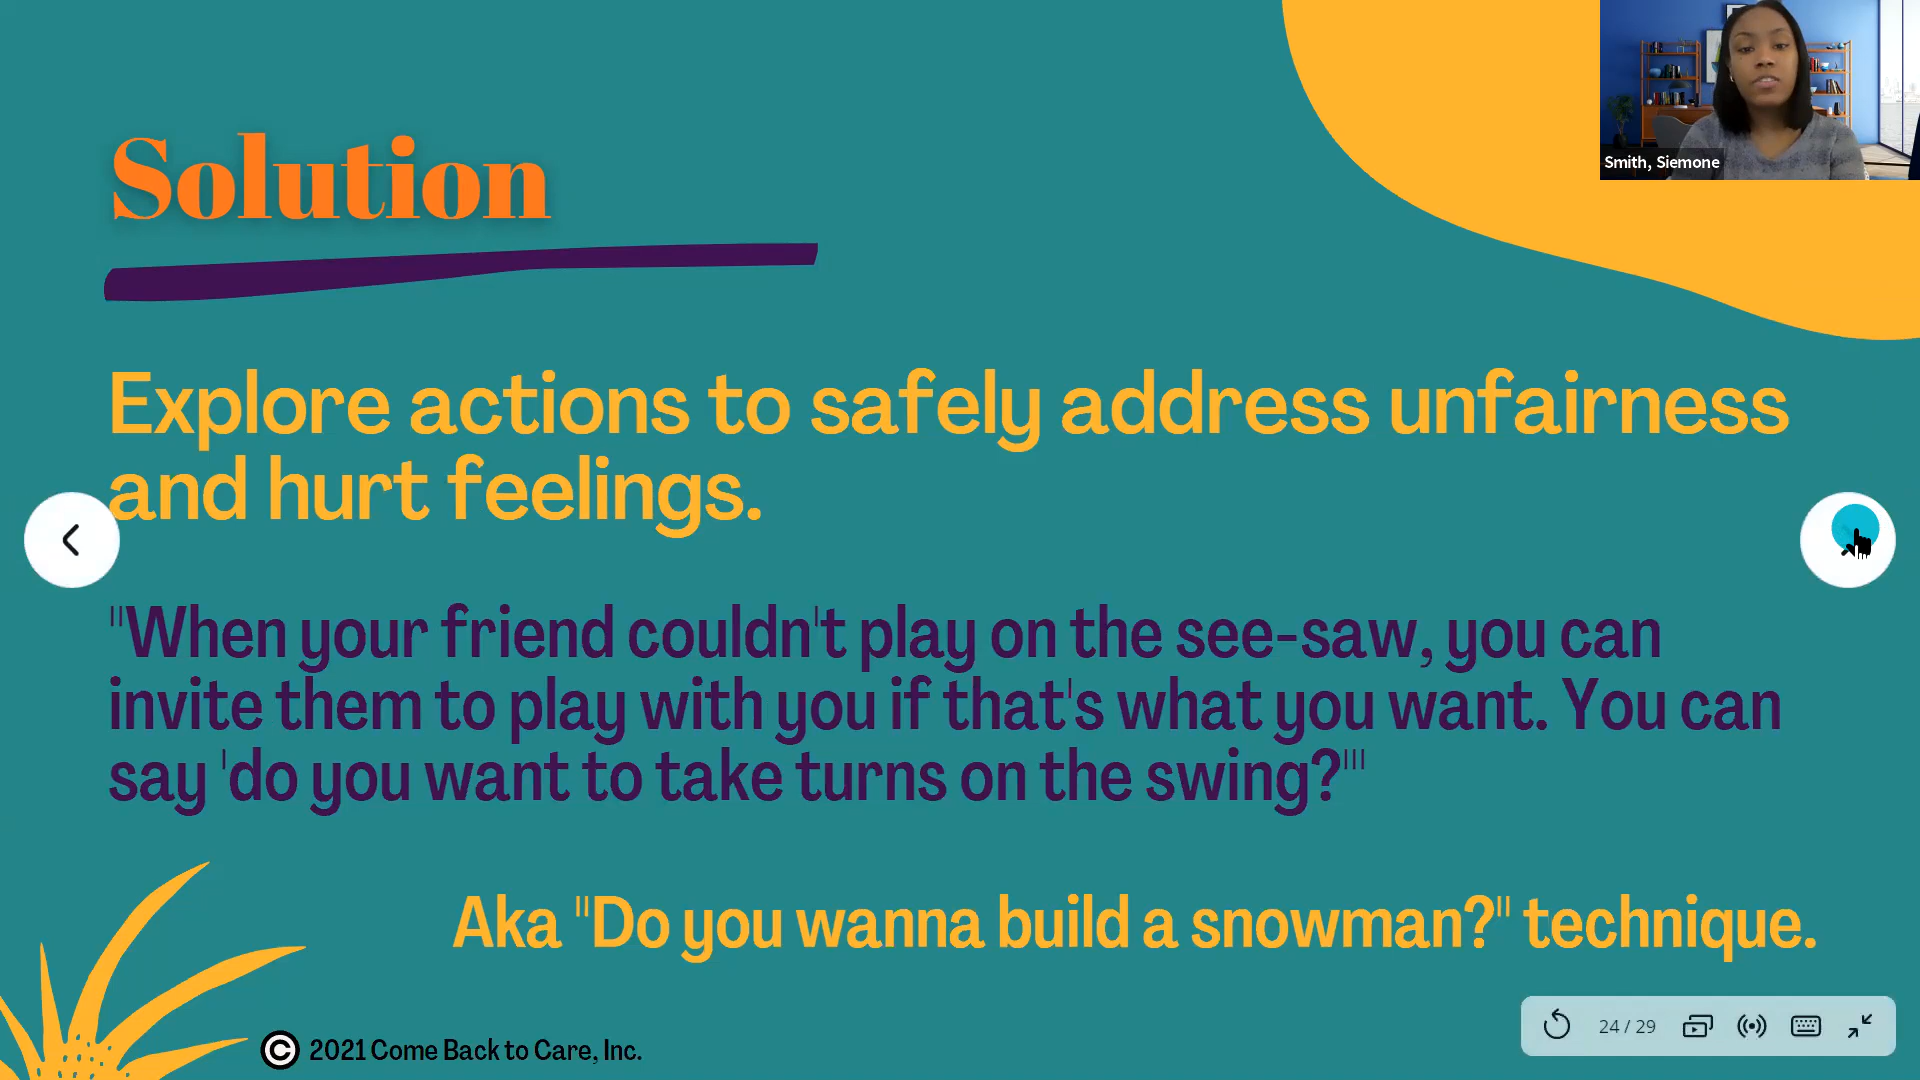 Smith, Siemone
Solution
Explore actions to safely address unfairness
and hurt feelings.
"When your friend couldn't play on the see-saw, you can
invite them to play with you if that's what you want. You can
say 'do you want to take turns on the swing?'"
Aka "Do you wanna build a snowman?" technique.
© 2021 Come Back to Care, Inc.
24 / 29